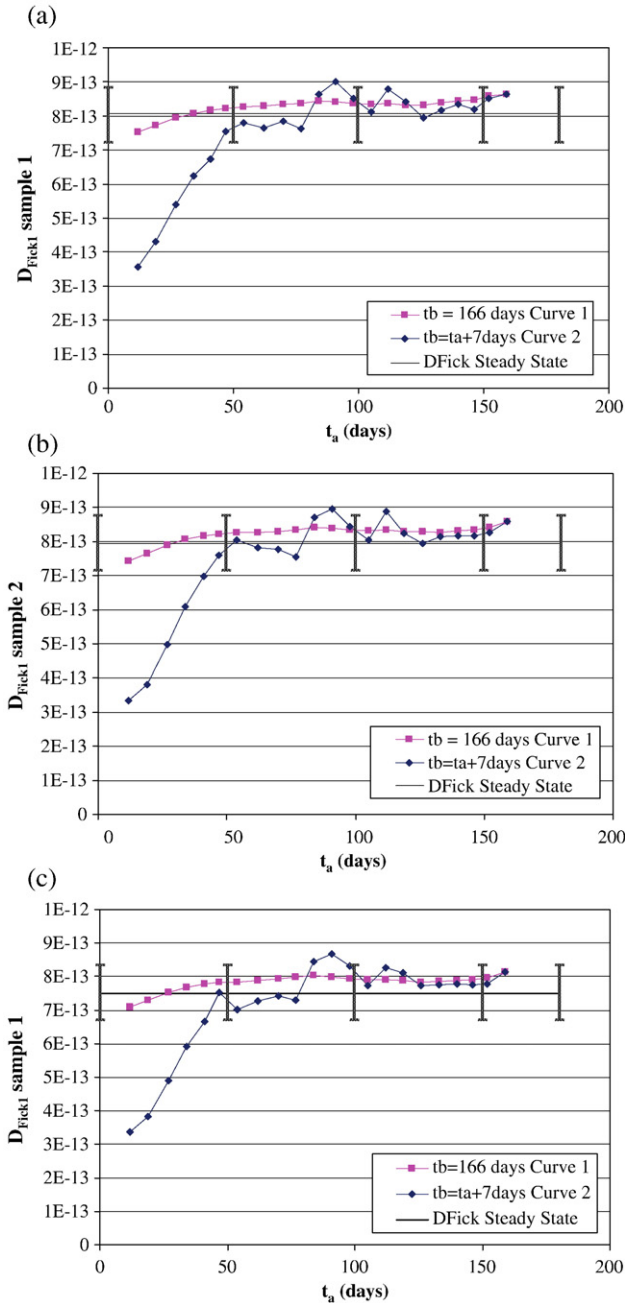 (a)
1E-12
9E-13
8E-13
7E-13
6E-13
5E-13
4E-13
3E-13
2E-13
1E-13
0
D_Fick1 sample 1
tb = 166 days Curve 1
tb=ta+7days Curve 2
DFick Steady State
0 50 100 150 200
t_a (days)
(b)
1E-12
9E-13
8E-13
7E-13
6E-13
5E-13
4E-13
3E-13
2E-13
1E-13
0
D_Fick1 sample 2
tb = 166 days Curve 1
tb=ta+7days Curve 2
DFick Steady State
0 50 100 150 200
t_a (days)
(c)
1E-12
9E-13
8E-13
7E-13
6E-13
5E-13
4E-13
3E-13
2E-13
1E-13
0
D_Fick1 sample 1
tb=166 days Curve 1
tb=ta+7days Curve 2
DFick Steady State
0 50 100 150 200
t_a (days)